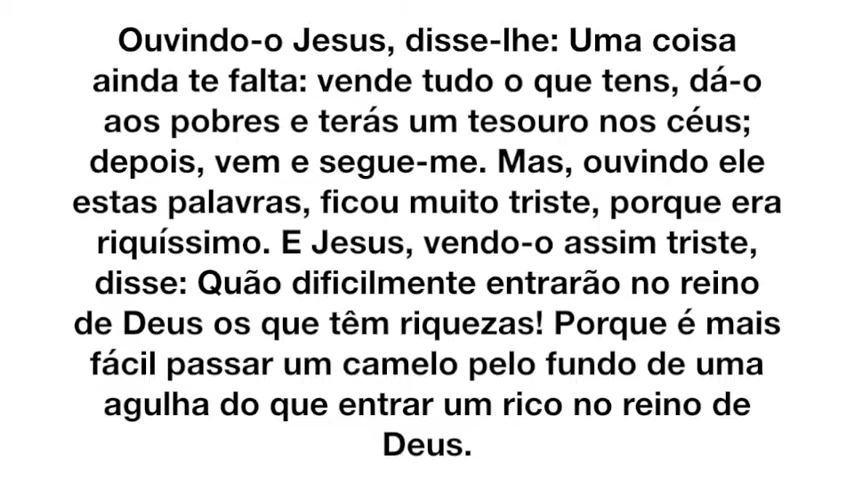 Ouvindo-o Jesus, disse-lhe: Uma coisa
ainda te falta: vende tudo o que tens, dá-o
aos pobres e terás um tesouro nos céus;
depois, vem e segue-me. Mas, ouvindo ele
estas palavras, ficou muito triste, porque era
riquíssimo. E Jesus, vendo-o assim triste,
disse: Quão dificilmente entrarão no reino
de Deus os que têm riquezas! Porque é mais
fácil passar um camelo pelo fundo de uma
agulha do que entrar um rico no reino de
Deus.